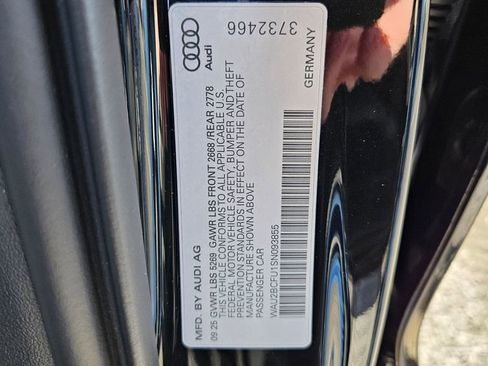 Audi
3732466
MFD. BY AUDI AG
GERMANY
09.25 GVWR LBS 5269 GAWR LBS FRONT 2668/REAR 2778
THIS VEHICLE CONFORMS TO ALL APPLICABLE U.S.
FEDERAL MOTOR VEHICLE SAFETY, BUMPER AND THEFT
PREVENTION STANDARDS IN EFFECT ON THE DATE OF
MANUFACTURE SHOWN ABOVE
PASSENGER CAR
WAU2BCFU1SN093855